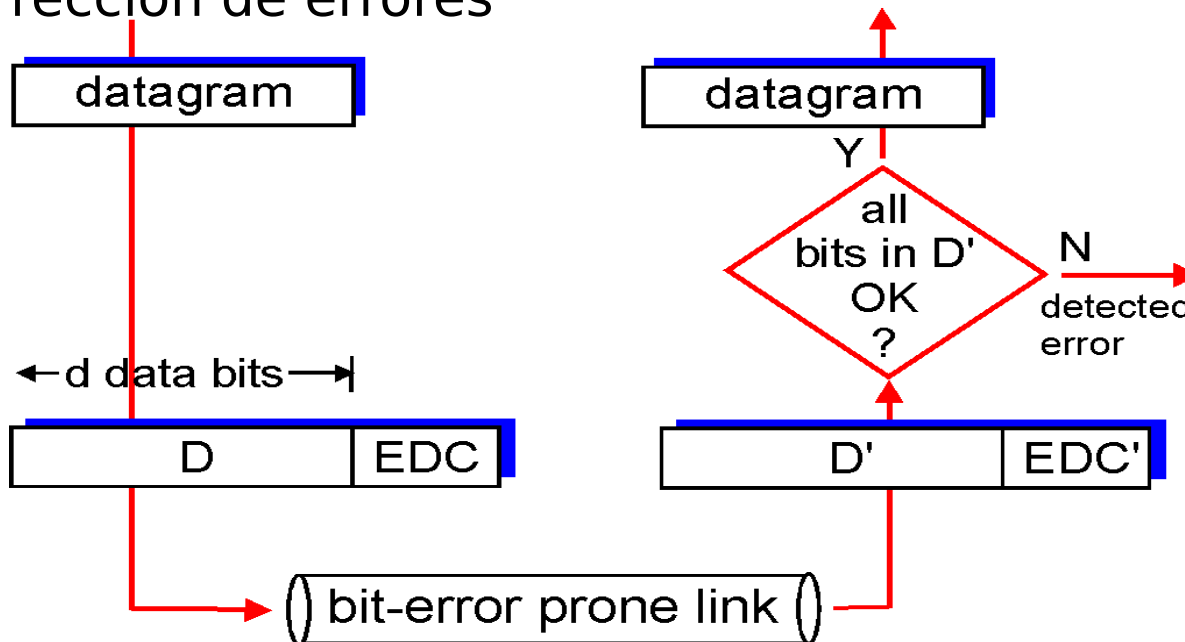 rección de errores
datagram
datagram
Y
all
bits in D'
OK
?
N
detected
error
d data bits
D
EDC
D'
EDC'
bit-error prone link